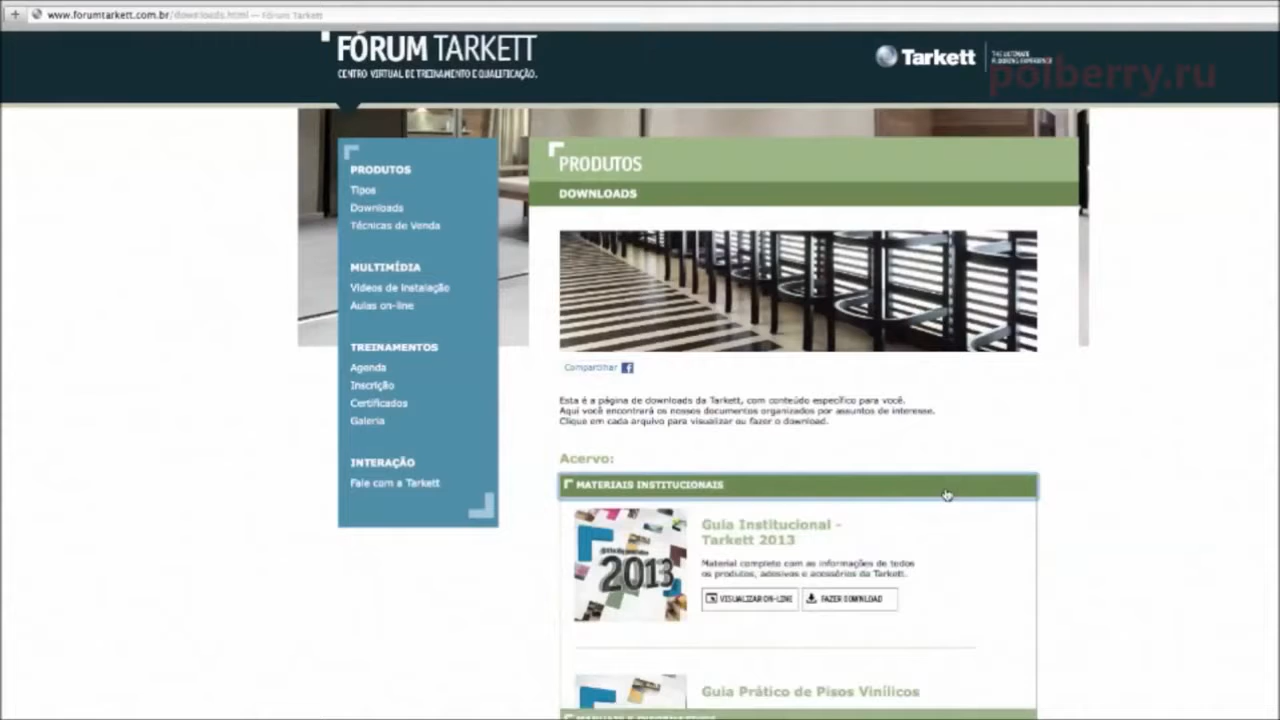 www.forumtarkett.com.br/downloads.html — Fórum Tarkett
FÓRUM TARKETT
CENTRO VIRTUAL DE TREINAMENTO E QUALIFICAÇÃO.
Tarkett
THE ULTIMATE
FLOORING EXPERIENCE
polberry.ru
PRODUTOS
Tipos
Downloads
Técnicas de Venda
MULTIMÍDIA
Vídeos de Instalação
Aulas on-line
TREINAMENTOS
Agenda
Inscrição
Certificados
Galeria
INTERAÇÃO
Fale com a Tarkett
PRODUTOS
DOWNLOADS
Compartilhar
Esta é a página de downloads da Tarkett, com conteúdo específico para você.
Aqui você encontrará os nossos documentos organizados por assuntos de interesse.
Clique em cada arquivo para visualizar ou fazer o download.
Acervo:
MATERIAIS INSTITUCIONAIS
2013
Guia Institucional -
Tarkett 2013
Material completo com as informações de todos
os produtos, adesivos e acessórios da Tarkett.
VISUALIZAR ON-LINE
FAZER DOWNLOAD
Guia Prático de Pisos Vinílicos